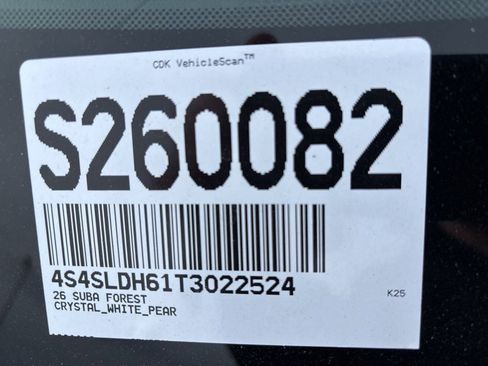 CDK VehicleScan™
S260082
4S4SLDH61T3022524
26 SUBA FOREST
K25
CRYSTAL_WHITE_PEAR